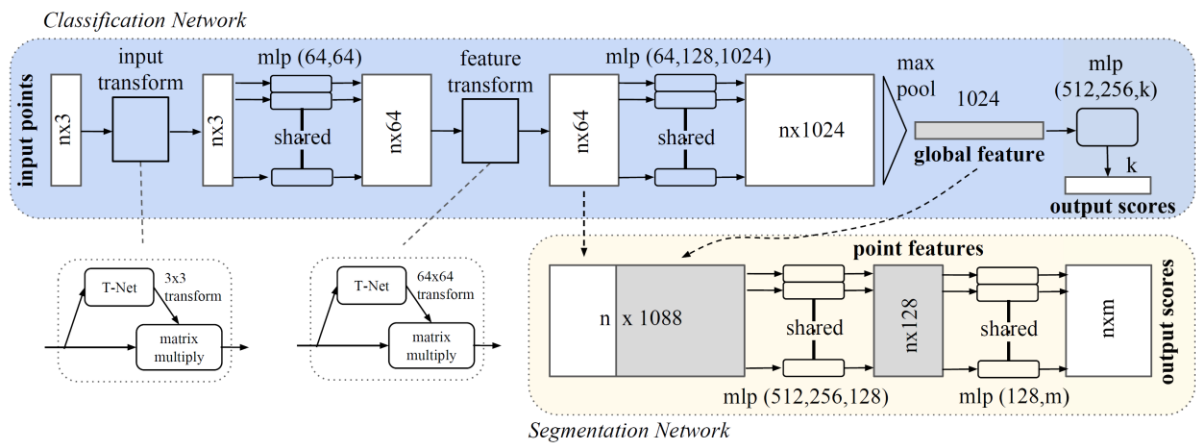 Classification Network
input points
nx3
input
transform
nx3
mlp (64,64)
shared
nx64
feature
transform
nx64
mlp (64,128,1024)
shared
nx1024
max
pool
1024
global feature
mlp
(512,256,k)
k
output scores
T-Net
3x3
transform
matrix
multiply
T-Net
64x64
transform
matrix
multiply
point features
n x 1088
shared
mlp (512,256,128)
nx128
shared
mlp (128,m)
nxm
output scores
Segmentation Network